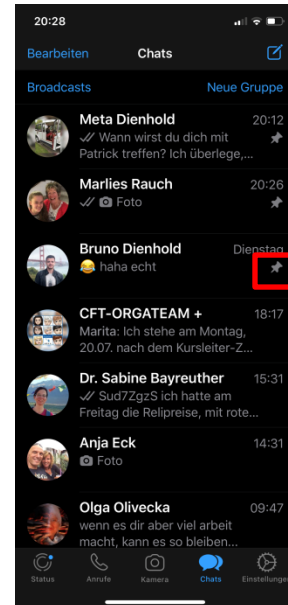 20:28
Bearbeiten Chats
Broadcasts Neue Gruppe
Meta Dienhold 20:12
Wann wirst du dich mit
Patrick treffen? Ich überlege,...
Marlies Rauch 20:26
Foto
Bruno Dienhold Dienstag
haha echt
CFT-ORGATEAM + 18:17
Marita: Ich stehe am Montag,
20.07. nach dem Kursleiter-Z...
Dr. Sabine Bayreuther 15:31
Sud7ZgzS ich hatte am
Freitag die Relipreise, mit rote...
Anja Eck 14:31
Foto
Olga Olivecka 09:47
wenn es dir aber viel arbeit
macht, kann es so bleiben...
Status Anrufe Kamera Chats Einstellungen